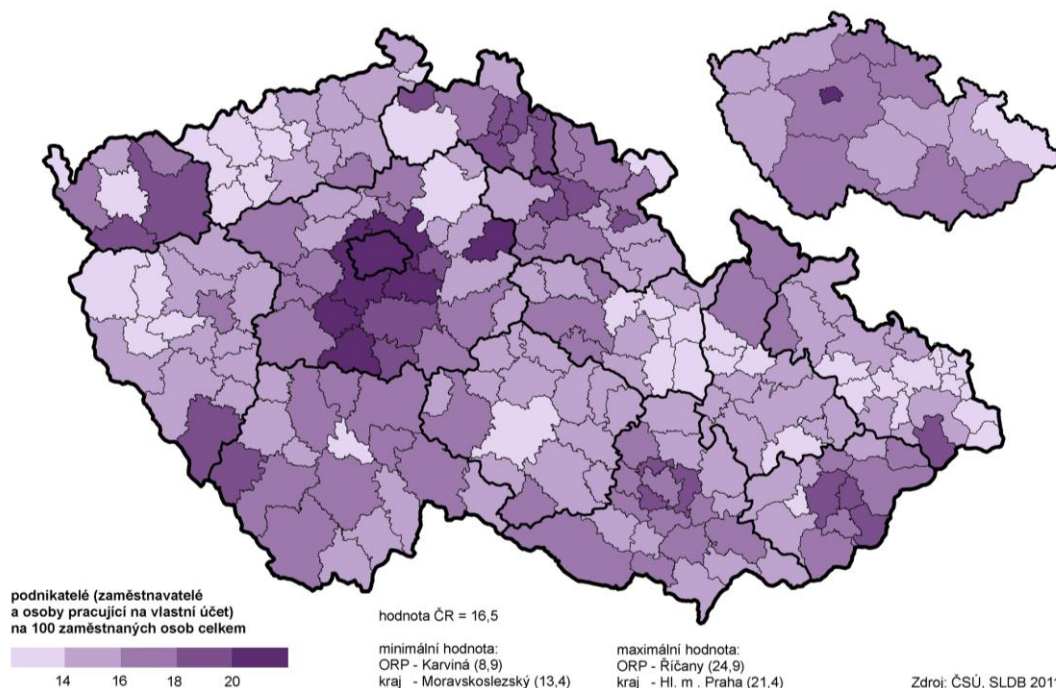 podnikatelé (zaměstnavatelé
a osoby pracující na vlastní účet)
na 100 zaměstnaných osob celkem
14 16 18 20
hodnota ČR = 16,5
minimální hodnota:
ORP - Karviná (8,9)
kraj - Moravskoslezský (13,4)
maximální hodnota:
ORP - Říčany (24,9)
kraj - Hl. m . Praha (21,4)
Zdroj: ČSÚ, SLDB 2011